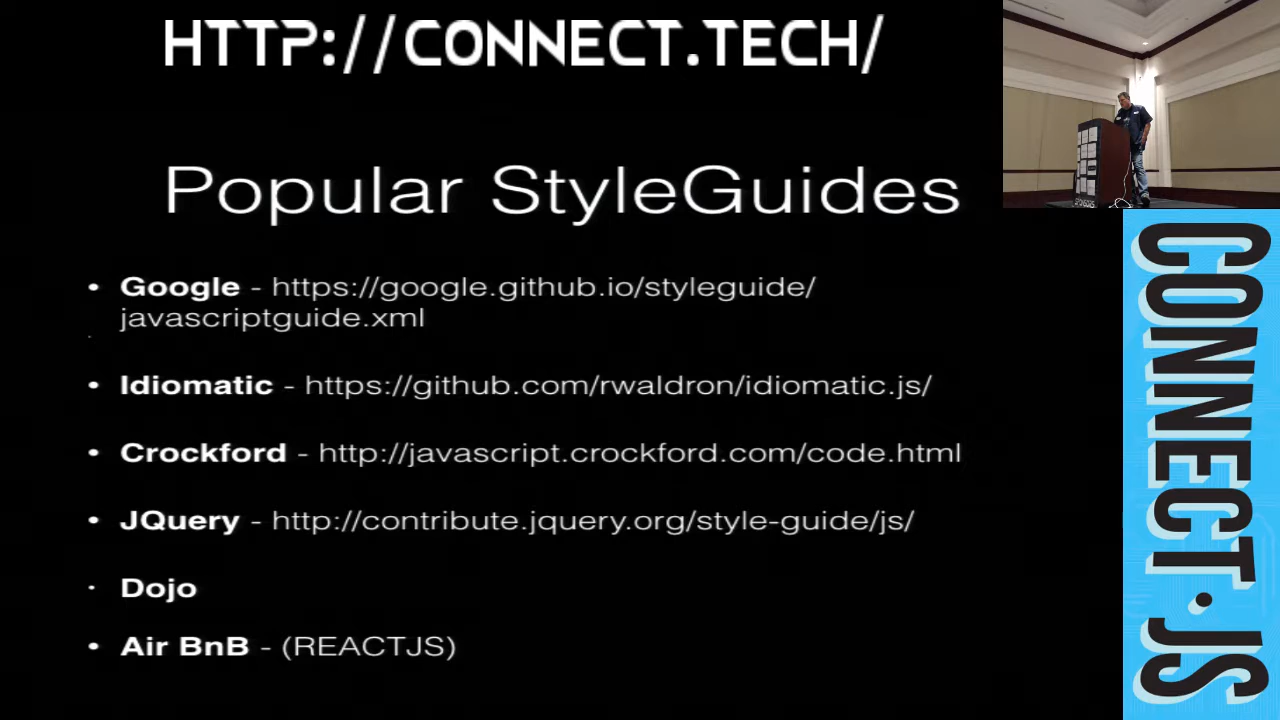 HTTP://CONNECT.TECH/
Popular StyleGuides
• Google - https://google.github.io/styleguide/
javascriptguide.xml
• Idiomatic - https://github.com/rwaldron/idiomatic.js/
• Crockford - http://javascript.crockford.com/code.html
• JQuery - http://contribute.jquery.org/style-guide/js/
• Dojo
• Air BnB - (REACTJS)
CONNECT.JS